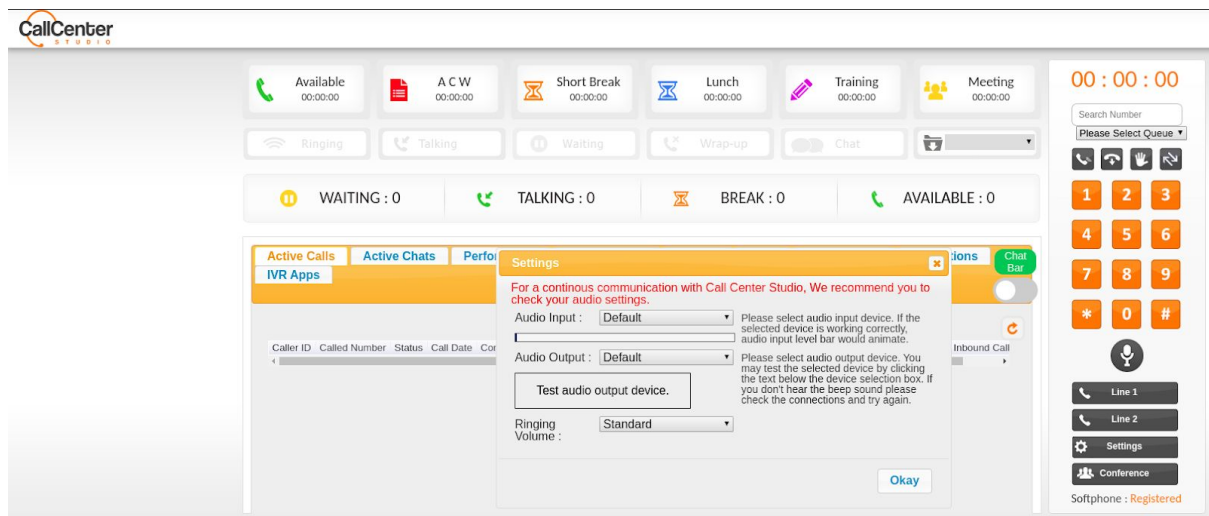 CallCenter
STUDIO
Available
00:00:00
A C W
00:00:00
Short Break
00:00:00
Lunch
00:00:00
Training
00:00:00
Meeting
00:00:00
Ringing
Talking
Waiting
Wrap-up
Chat
WAITING : 0
TALKING : 0
BREAK : 0
AVAILABLE : 0
Active Calls
Active Chats
Perfo
tions
IVR Apps
Chat
Bar
Caller ID Called Number Status Call Date Cor
Inbound Call
Settings
For a continous communication with Call Center Studio, We recommend you to
check your audio settings.
Audio Input : Default
Please select audio input device. If the
selected device is working correctly,
audio input level bar would animate.
Audio Output : Default
Please select audio output device. You
may test the selected device by clicking
the text below the device selection box. If
you don't hear the beep sound please
check the connections and try again.
Test audio output device.
Ringing
Volume :
Standard
Okay
00 : 00 : 00
Search Number
Please Select Queue
1 2 3
4 5 6
7 8 9
* 0 #
Line 1
Line 2
Settings
Conference
Softphone : Registered